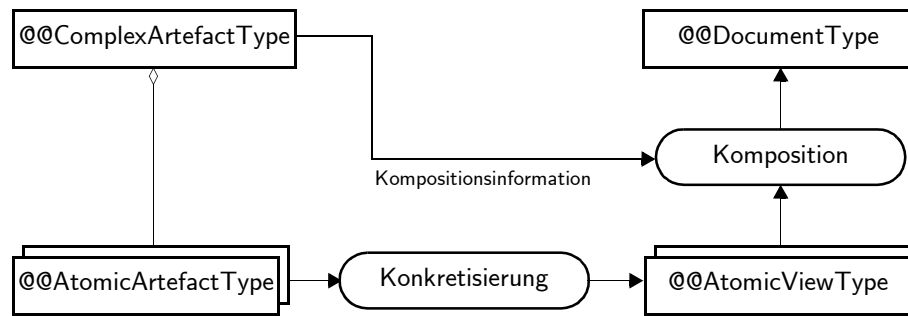 @@ComplexArtefactType
@@DocumentType
Komposition
Kompositionsinformation
@@AtomicArtefactType
Konkretisierung
@@AtomicViewType